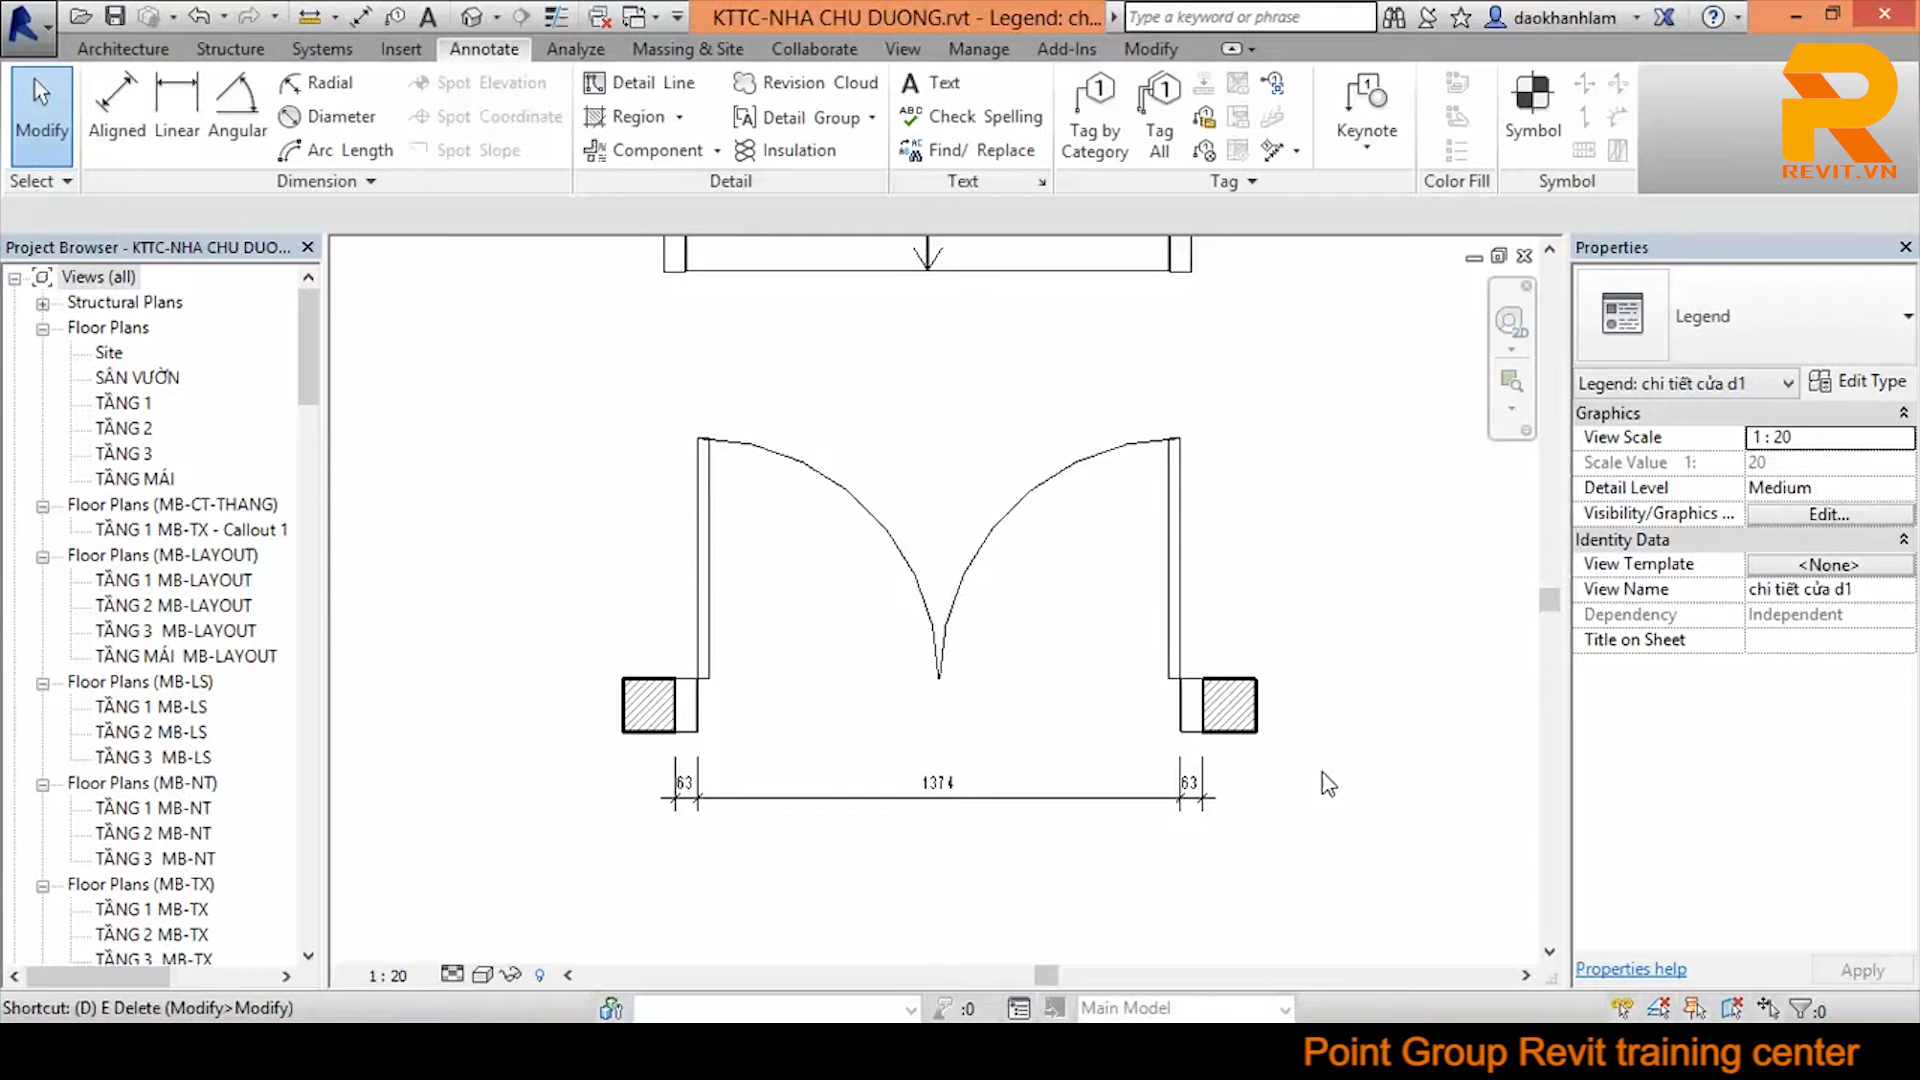 KTTC-NHA CHU DUONG.rvt - Legend: ch...
Type a keyword or phrase
daokhanhlam
Architecture
Structure
Systems
Insert
Annotate
Analyze
Massing & Site
Collaborate
View
Manage
Add-Ins
Modify
Modify
Aligned
Linear
Angular
Radial
Diameter
Arc Length
Spot Elevation
Spot Coordinate
Spot Slope
Detail Line
Region
Component
Revision Cloud
Detail Group
Insulation
Text
Check Spelling
Find/ Replace
Tag by
Category
Tag
All
Keynote
Symbol
REVIT.VN
Select
Dimension
Detail
Text
Tag
Color Fill
Symbol
Project Browser - KTTC-NHA CHU DUO...
Views (all)
Structural Plans
Floor Plans
Site
SÂN VƯỜN
TẦNG 1
TẦNG 2
TẦNG 3
TẦNG MÁI
Floor Plans (MB-CT-THANG)
TẦNG 1 MB-TX - Callout 1
Floor Plans (MB-LAYOUT)
TẦNG 1 MB-LAYOUT
TẦNG 2 MB-LAYOUT
TẦNG 3 MB-LAYOUT
TẦNG MÁI MB-LAYOUT
Floor Plans (MB-LS)
TẦNG 1 MB-LS
TẦNG 2 MB-LS
TẦNG 3 MB-LS
Floor Plans (MB-NT)
TẦNG 1 MB-NT
TẦNG 2 MB-NT
TẦNG 3 MB-NT
Floor Plans (MB-TX)
TẦNG 1 MB-TX
TẦNG 2 MB-TX
TẦNG 3 MB-TX
2D
63
1374
63
1 : 20
Properties
Legend
Legend: chi tiết cửa d1
Edit Type
Graphics
View Scale
1 : 20
Scale Value 1:
20
Detail Level
Medium
Visibility/Graphics ...
Edit...
Identity Data
View Template
<None>
View Name
chi tiết cửa d1
Dependency
Independent
Title on Sheet
Properties help
Apply
Shortcut: (D) E Delete (Modify>Modify)
:0
Main Model
:0
Point Group Revit training center